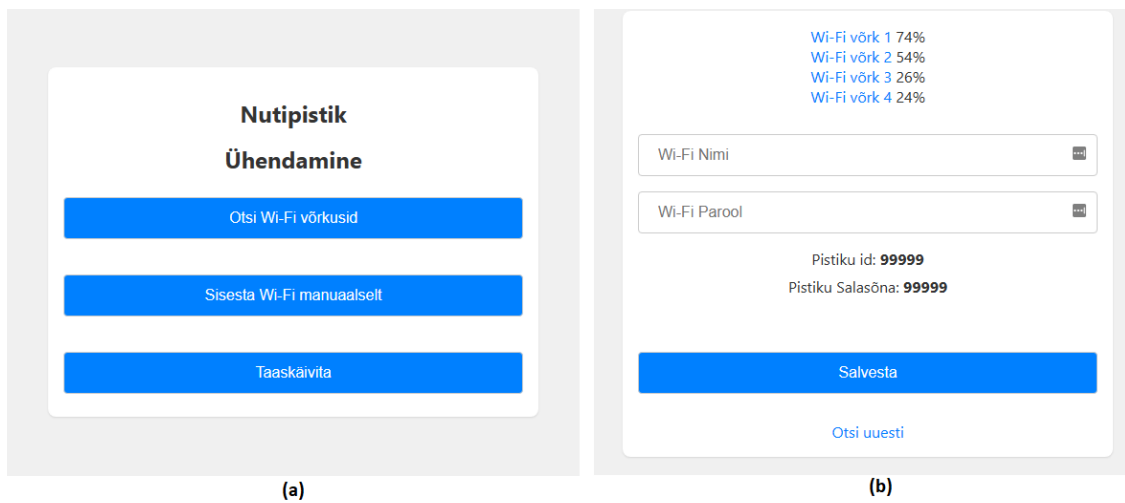 Nutipistik
Ühendamine
Otsi Wi-Fi võrkusid
Sisesta Wi-Fi manuaalselt
Taaskäivita
(a)
Wi-Fi võrk 1 74%
Wi-Fi võrk 2 54%
Wi-Fi võrk 3 26%
Wi-Fi võrk 4 24%
Wi-Fi Nimi
Wi-Fi Parool
Pistiku id: 99999
Pistiku Salasõna: 99999
Salvesta
Otsi uuesti
(b)